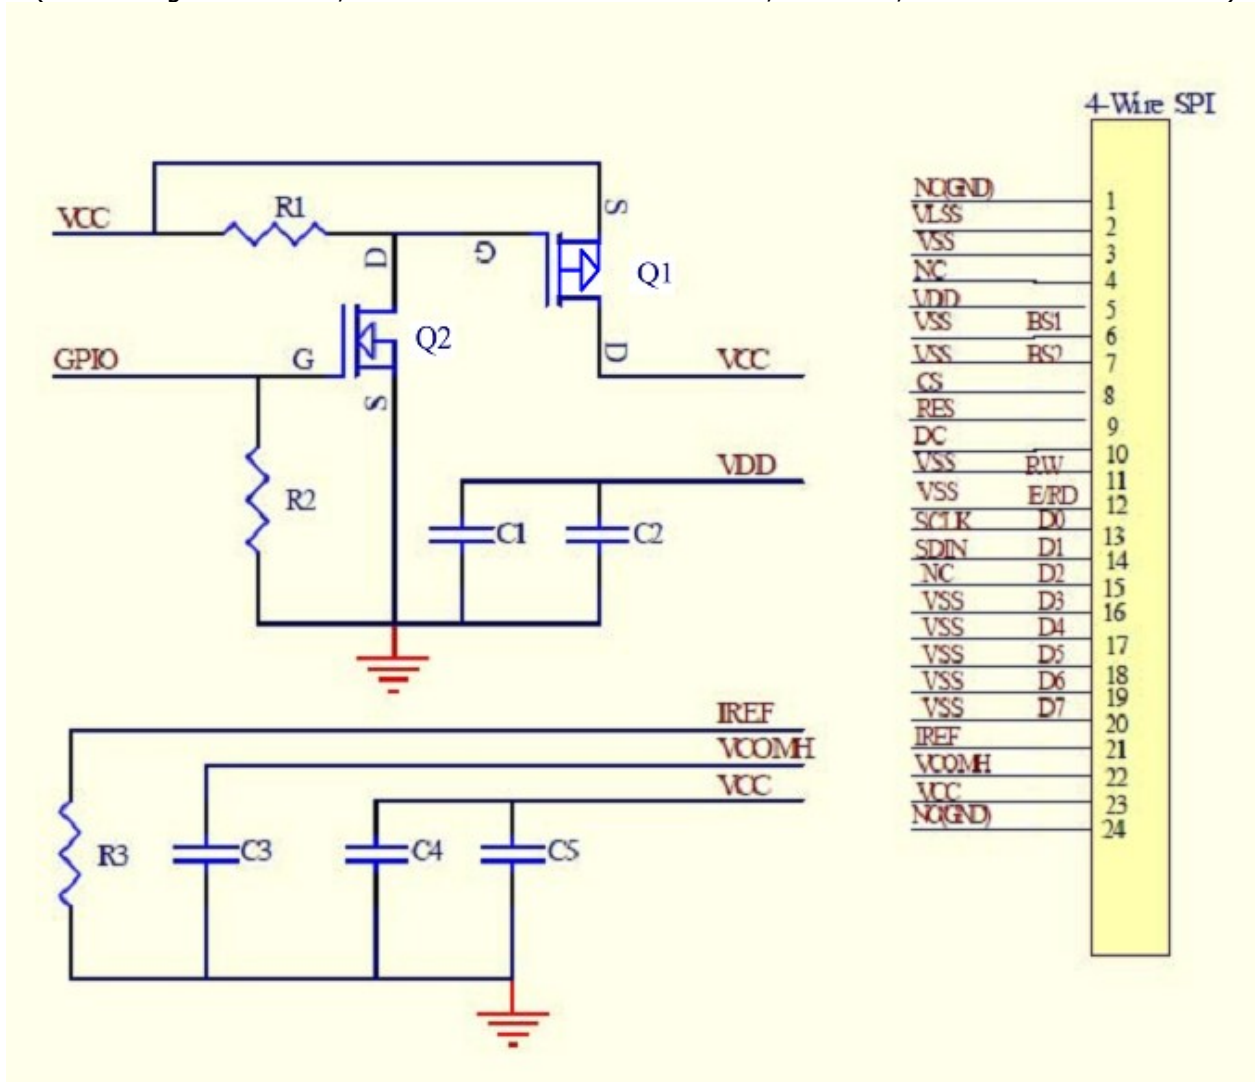 4-Wire SPI
VCC
R1
S
D
G
Q1
Q2
GPIO
G
D
VCC
S
R2
VDD
C1
C2
IREF
VCOMH
VCC
R3
C3
C4
C5
NC(GND) 1
VLSS 2
VSS 3
NC 4
VDD 5
VSS BS1 6
VSS BS2 7
CS 8
RES 9
DC 10
VSS RW 11
VSS E/RD 12
SCLK D0 13
SDIN D1 14
NC D2 15
VSS D3 16
VSS D4 17
VSS D5 18
VSS D6 19
VSS D7 20
IREF 21
VCOMH 22
VCC 23
NC(GND) 24